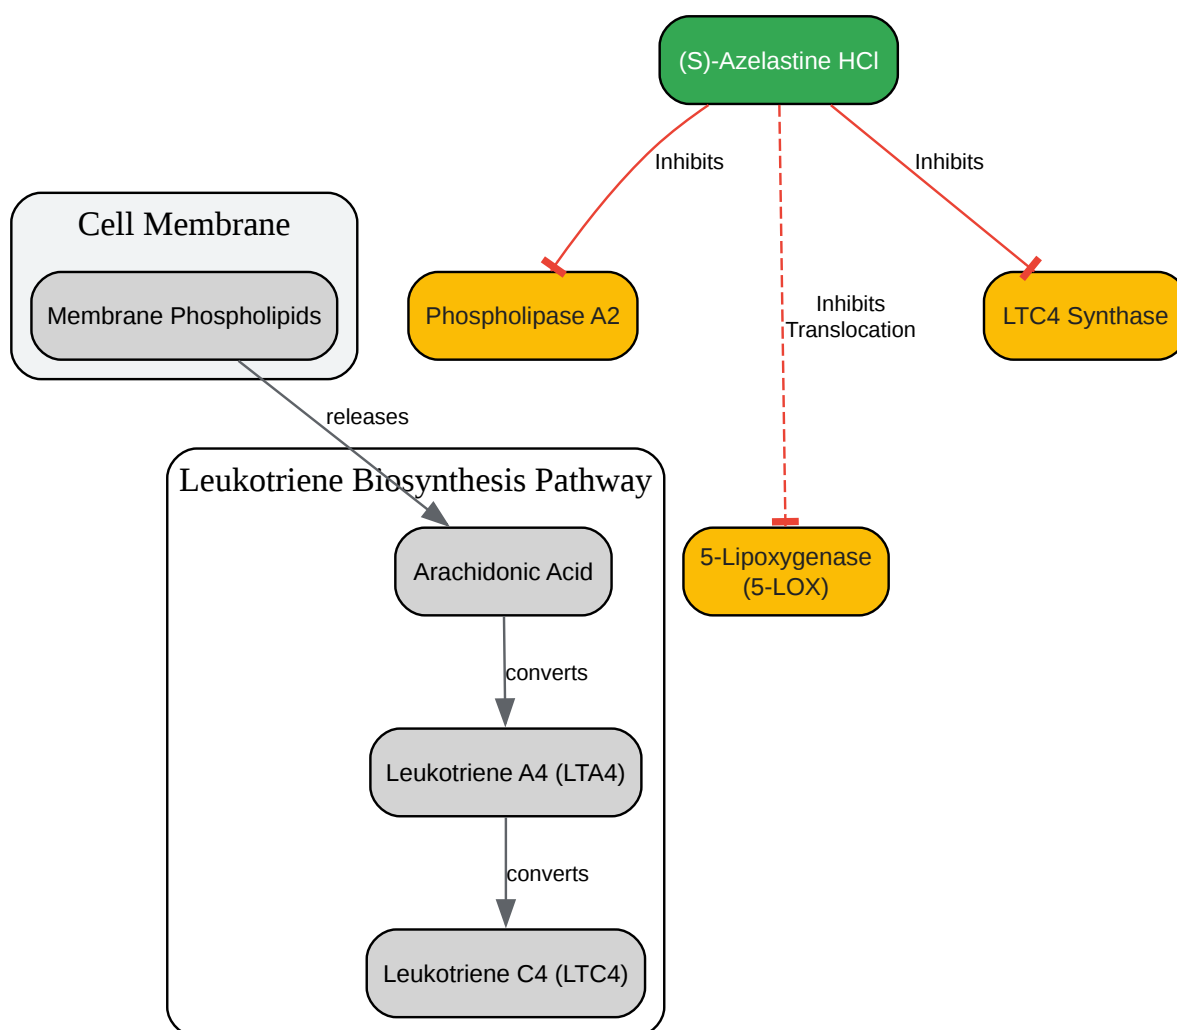 (S)-Azelastine HCl
Inhibits
Inhibits
Cell Membrane
Membrane Phospholipids
Phospholipase A2
Inhibits
Translocation
LTC4 Synthase
releases
Leukotriene Biosynthesis Pathway
Arachidonic Acid
5-Lipoxygenase
(5-LOX)
converts
Leukotriene A4 (LTA4)
converts
Leukotriene C4 (LTC4)